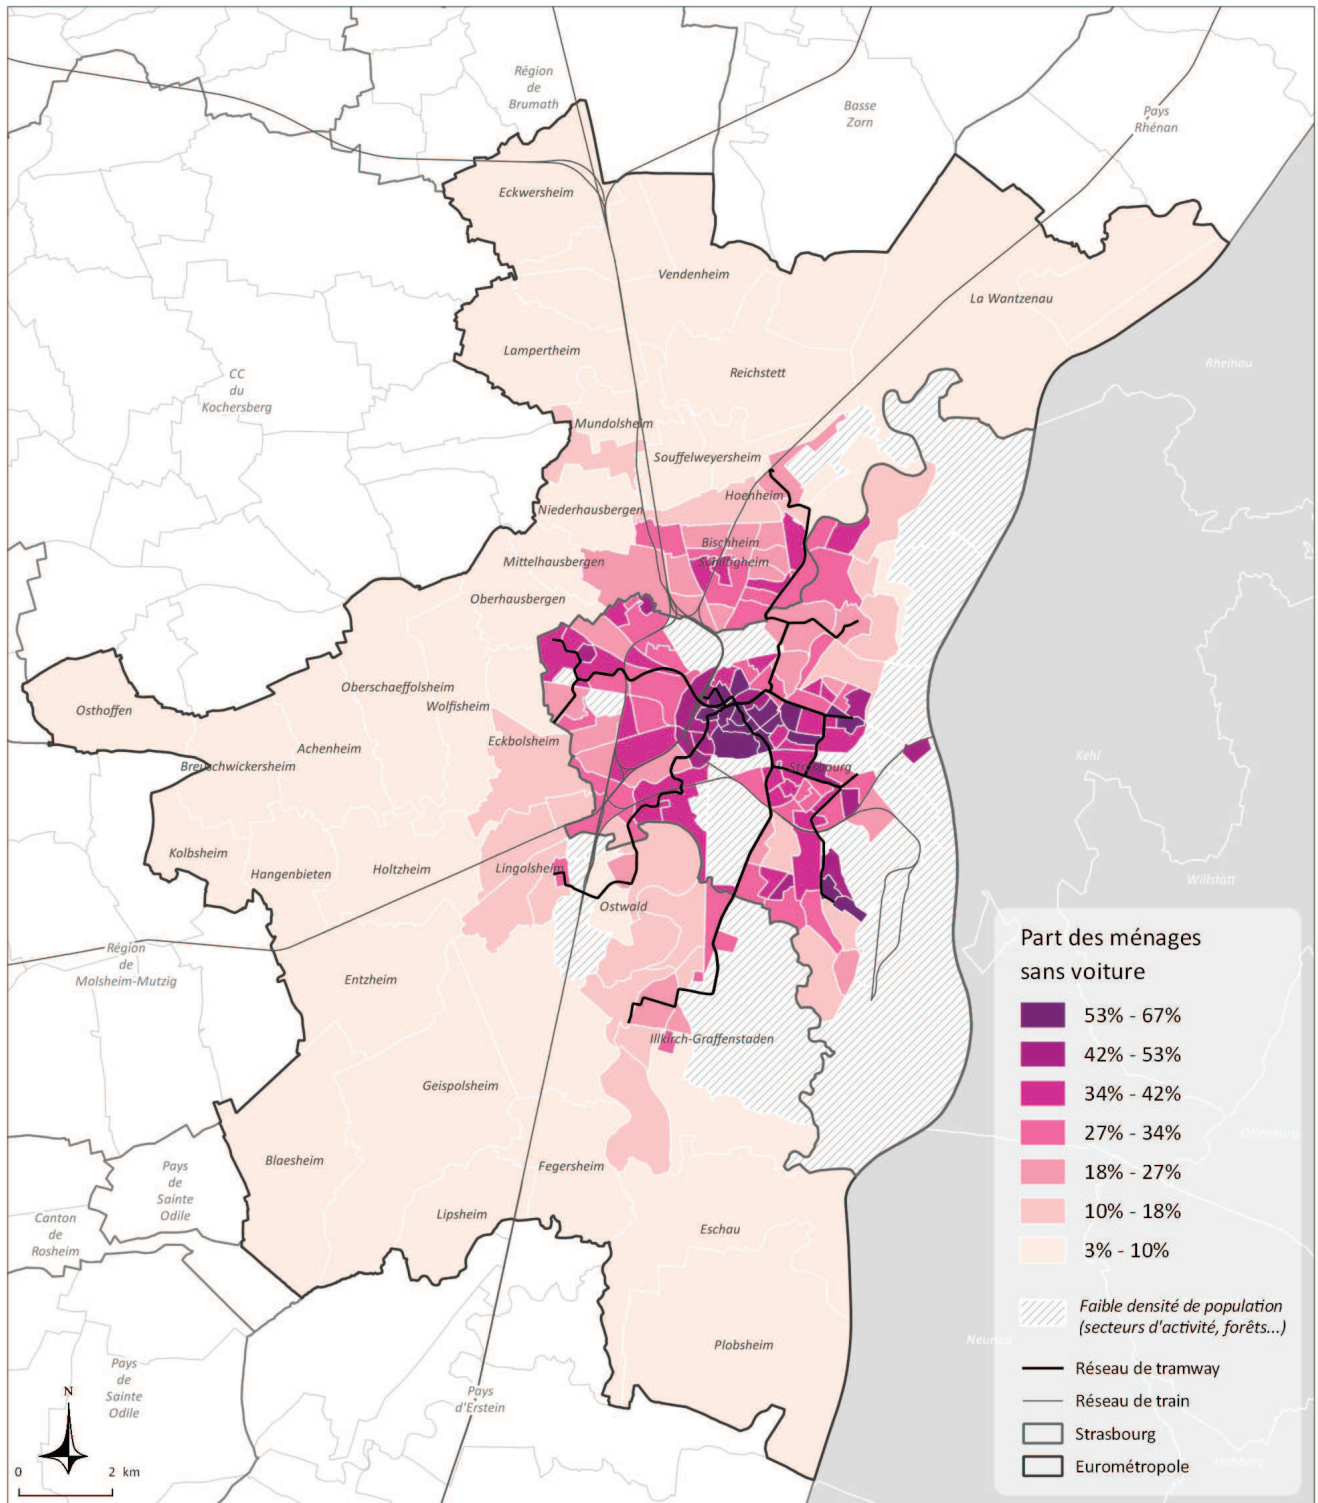 Région
de
Brumath
Basse
Zorn
Pays
Rhénan
Eckwersheim
Vendenheim
La Wantzenau
Lampertheim
Reichstett
Rheinau
CC
du
Kochersberg
Mundolsheim
Souffelweyersheim
Hoenheim
Niederhausbergen
Bischheim
Schiltigheim
Mittelhausbergen
Oberhausbergen
Oberschaeffolsheim
Wolfisheim
Osthoffen
Achenheim
Eckbolsheim
Breuschwickersheim
Strasbourg
Kehl
Kolbsheim
Hangenbieten
Holtzheim
Lingolsheim
Willstätt
Ostwald
Région
de
Molsheim-Mutzig
Entzheim
Illkirch-Graffenstaden
Geispolsheim
Blaesheim
Fegersheim
Offenburg
Pays
de
Sainte
Odile
Canton
de
Rosheim
Lipsheim
Eschau
Plobsheim
Pays
de
Sainte
Odile
Pays
d'Erstein
Hohberg
N
0 2 km
Part des ménages
sans voiture
53% - 67%
42% - 53%
34% - 42%
27% - 34%
18% - 27%
10% - 18%
3% - 10%
Faible densité de population
(secteurs d'activité, forêts...)
Réseau de tramway
Réseau de train
Strasbourg
Eurométropole